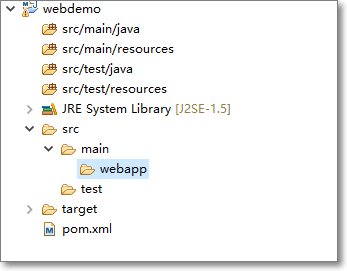 webdemo
src/main/java
src/main/resources
src/test/java
src/test/resources
JRE System Library [J2SE-1.5]
src
main
webapp
test
target
pom.xml